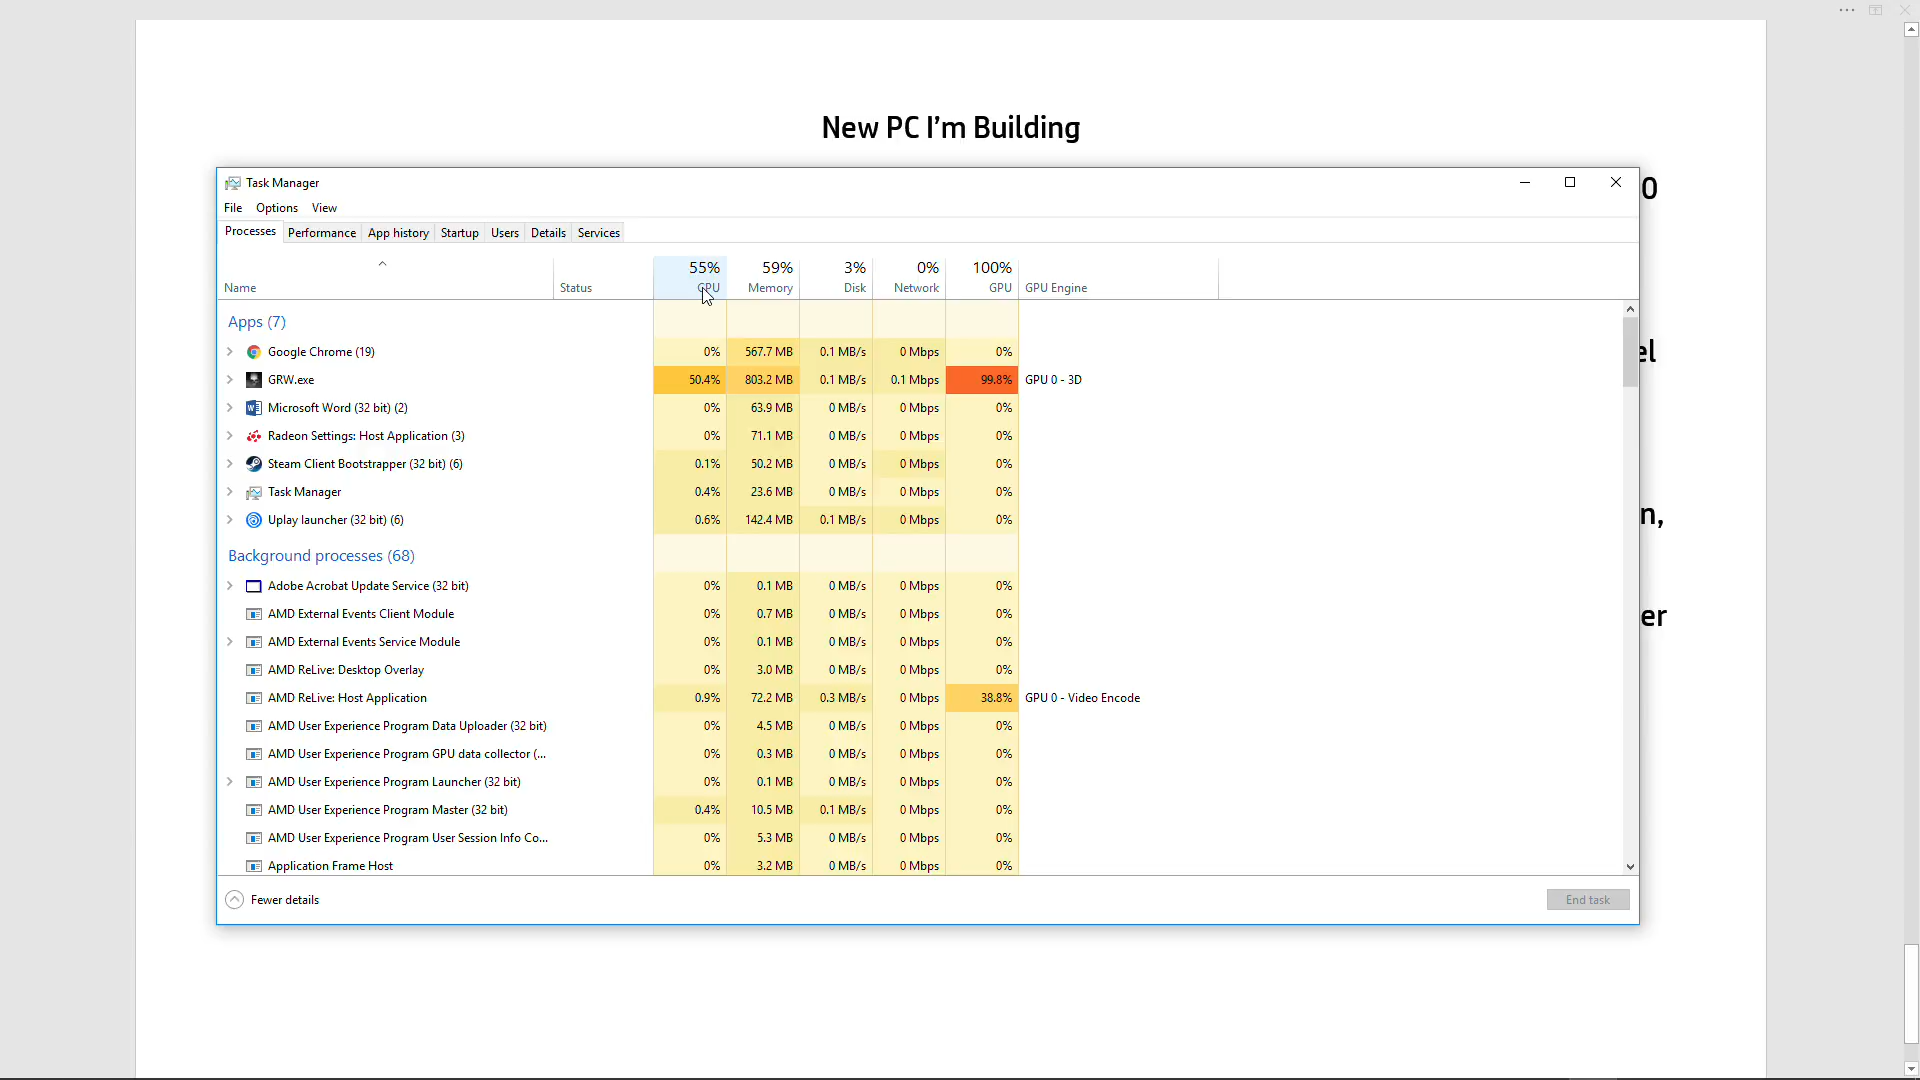 New PC I’m Building
0
Task Manager
File Options View
Processes Performance App history Startup Users Details Services
55% 59% 3% 0% 100%
Name Status CPU Memory Disk Network GPU GPU Engine
Apps (7)
Google Chrome (19) 0% 567.7 MB 0.1 MB/s 0 Mbps 0%
el
GRW.exe 50.4% 803.2 MB 0.1 MB/s 0.1 Mbps 99.8% GPU 0 - 3D
Microsoft Word (32 bit) (2) 0% 63.9 MB 0 MB/s 0 Mbps 0%
Radeon Settings: Host Application (3) 0% 71.1 MB 0 MB/s 0 Mbps 0%
Steam Client Bootstrapper (32 bit) (6) 0.1% 50.2 MB 0 MB/s 0 Mbps 0%
Task Manager 0.4% 23.6 MB 0 MB/s 0 Mbps 0%
Uplay launcher (32 bit) (6) 0.6% 142.4 MB 0.1 MB/s 0 Mbps 0%
n,
Background processes (68)
Adobe Acrobat Update Service (32 bit) 0% 0.1 MB 0 MB/s 0 Mbps 0%
AMD External Events Client Module 0% 0.7 MB 0 MB/s 0 Mbps 0%
er
AMD External Events Service Module 0% 0.1 MB 0 MB/s 0 Mbps 0%
AMD ReLive: Desktop Overlay 0% 3.0 MB 0 MB/s 0 Mbps 0%
AMD ReLive: Host Application 0.9% 72.2 MB 0.3 MB/s 0 Mbps 38.8% GPU 0 - Video Encode
AMD User Experience Program Data Uploader (32 bit) 0% 4.5 MB 0 MB/s 0 Mbps 0%
AMD User Experience Program GPU data collector (... 0% 0.3 MB 0 MB/s 0 Mbps 0%
AMD User Experience Program Launcher (32 bit) 0% 0.1 MB 0 MB/s 0 Mbps 0%
AMD User Experience Program Master (32 bit) 0.4% 10.5 MB 0.1 MB/s 0 Mbps 0%
AMD User Experience Program User Session Info Co... 0% 5.3 MB 0 MB/s 0 Mbps 0%
Application Frame Host 0% 3.2 MB 0 MB/s 0 Mbps 0%
Fewer details End task